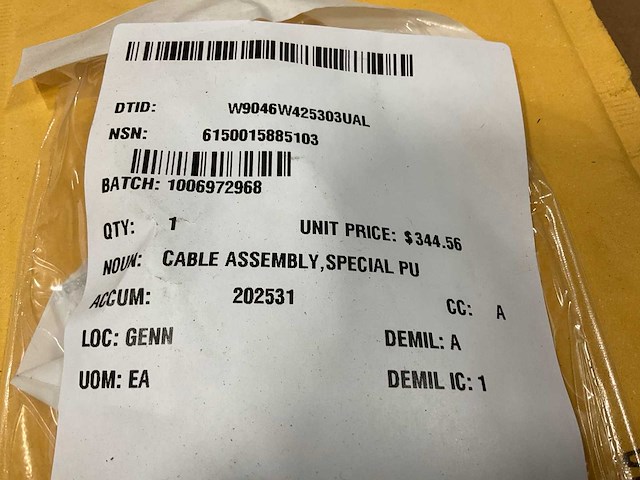 DTID: W9046W425303UAL
NSN: 6150015885103
BATCH: 1006972968
QTY: 1 UNIT PRICE: $344.56
NOUN: CABLE ASSEMBLY,SPECIAL PU
ACCUM: 202531 CC: A
LOC: GENN DEMIL: A
UOM: EA DEMIL IC: 1